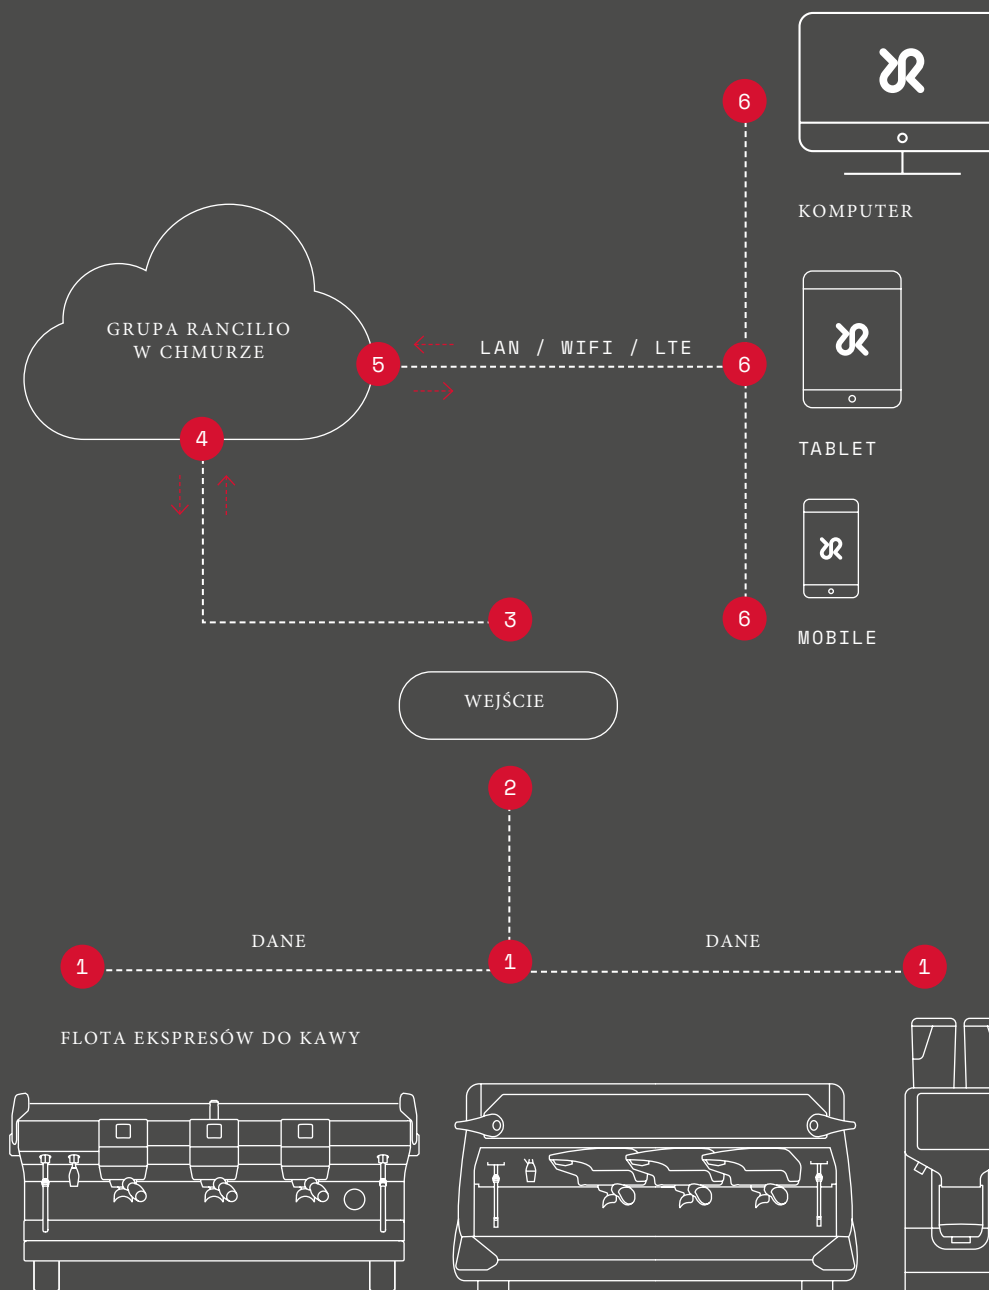 6
KOMPUTER
GRUPA RANCILIO
W CHMURZE
5
LAN / WIFI / LTE
6
4
TABLET
3
6
MOBILE
WEJŚCIE
2
DANE
DANE
1
1
1
FLOTA EKSPRESÓW DO KAWY